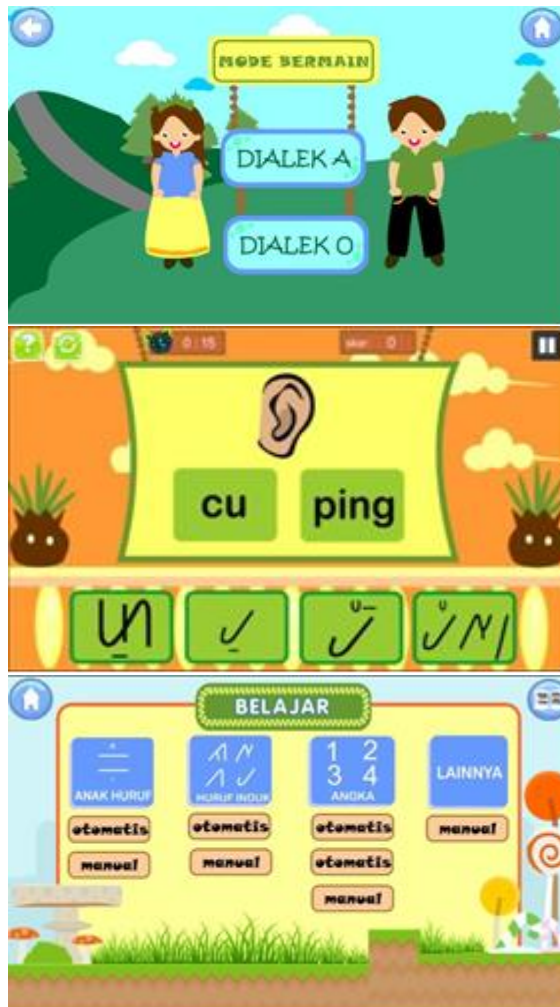 MODE BERMAIN
DIALEK A
DIALEK O
?
0:15
skor 0
cu ping
BELAJAR
ANAK HURUF
HURUF INDUK
1 2
3 4
ANGKA
LAINNYA
otomatis otomatis otomatis manual
manual manual otomatis
manual